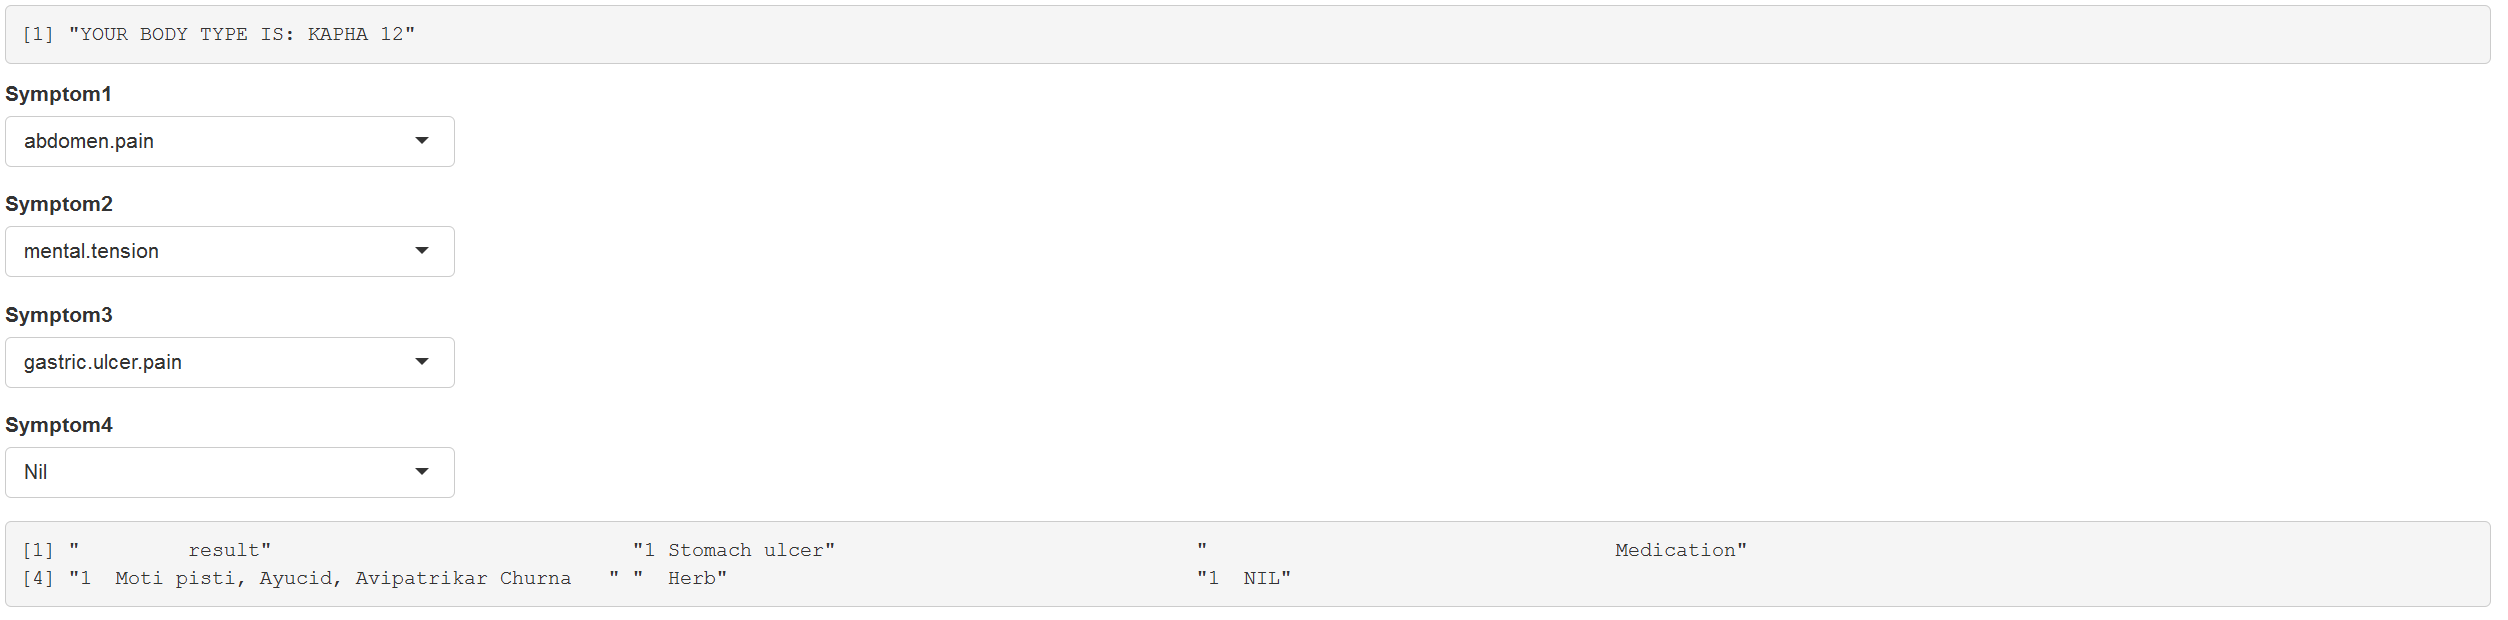 [1] "YOUR BODY TYPE IS: KAPHA 12"
Symptom1
abdomen.pain
Symptom2
mental.tension
Symptom3
gastric.ulcer.pain
Symptom4
Nil
[1] "         result"                              "1 Stomach ulcer"                              "                                  Medication"
[4] "1  Moti pisti, Ayucid, Avipatrikar Churna   " "  Herb"                                       "1  NIL"